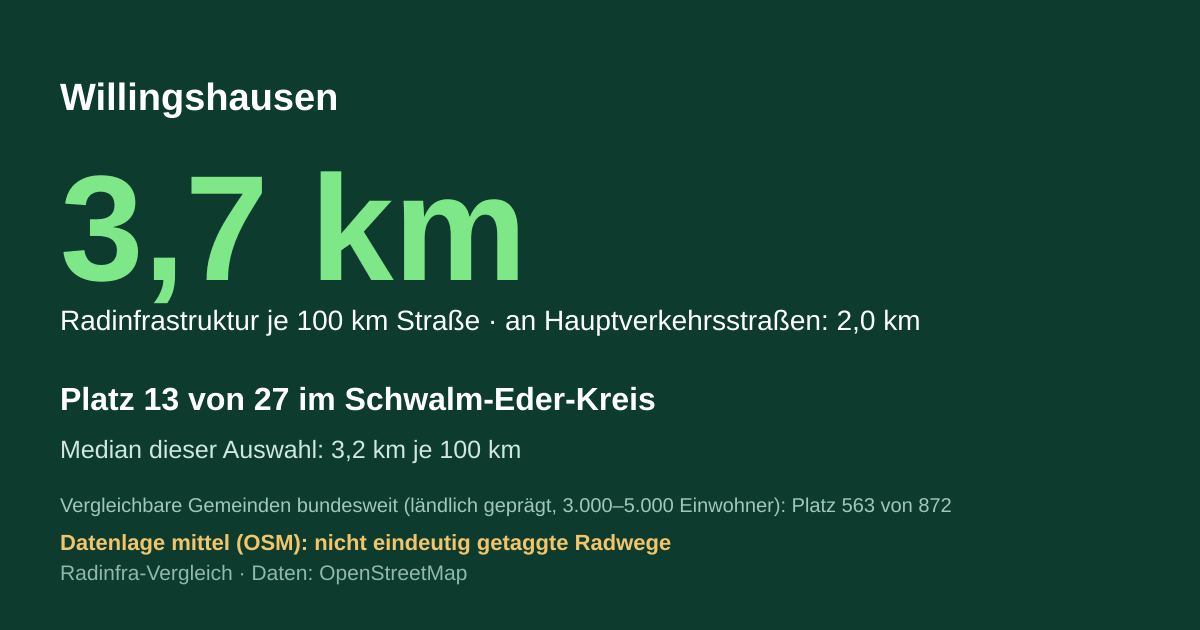 Willingshausen
3,7 km
Radinfrastruktur je 100 km Straße · an Hauptverkehrsstraßen: 2,0 km
Platz 13 von 27 im Schwalm-Eder-Kreis
Median dieser Auswahl: 3,2 km je 100 km
Vergleichbare Gemeinden bundesweit (ländlich geprägt, 3.000–5.000 Einwohner): Platz 563 von 872
Datenlage mittel (OSM): nicht eindeutig getaggte Radwege
Radinfra-Vergleich · Daten: OpenStreetMap